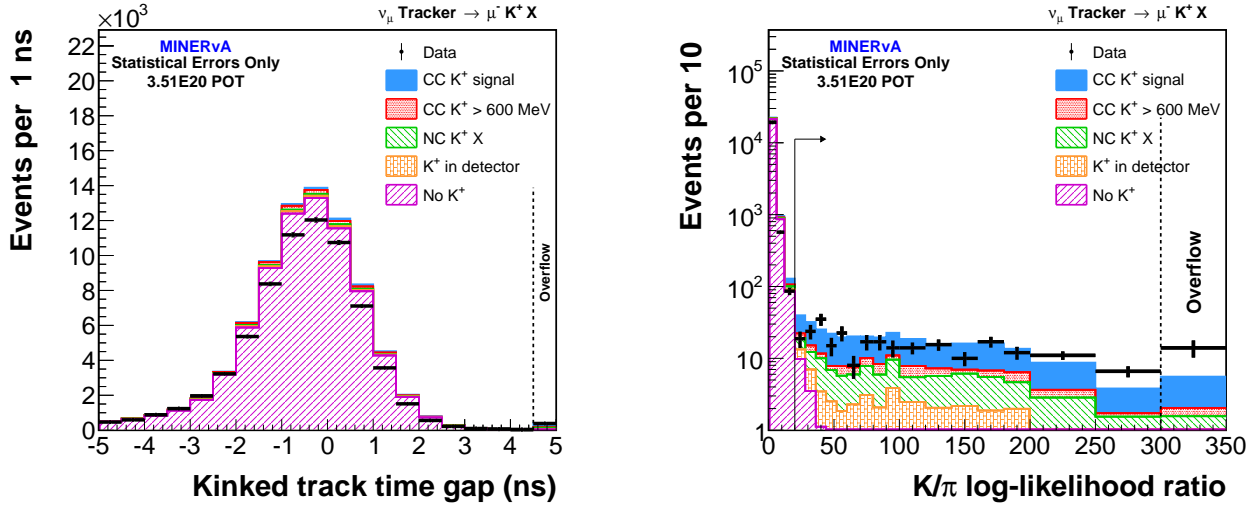 ν_μ Tracker → μ⁻ K⁺ X
×10³
MINERνA
Statistical Errors Only
3.51E20 POT
Data
CC K⁺ signal
CC K⁺ > 600 MeV
NC K⁺ X
K⁺ in detector
No K⁺
Overflow
Events per 1 ns
22
20
18
16
14
12
10
8
6
4
2
0
-5 -4 -3 -2 -1 0 1 2 3 4 5
Kinked track time gap (ns)
ν_μ Tracker → μ⁻ K⁺ X
MINERνA
Statistical Errors Only
3.51E20 POT
Data
CC K⁺ signal
CC K⁺ > 600 MeV
NC K⁺ X
K⁺ in detector
No K⁺
Overflow
Events per 10
10⁵
10⁴
10³
10²
10
1
0 50 100 150 200 250 300 350
K/π log-likelihood ratio